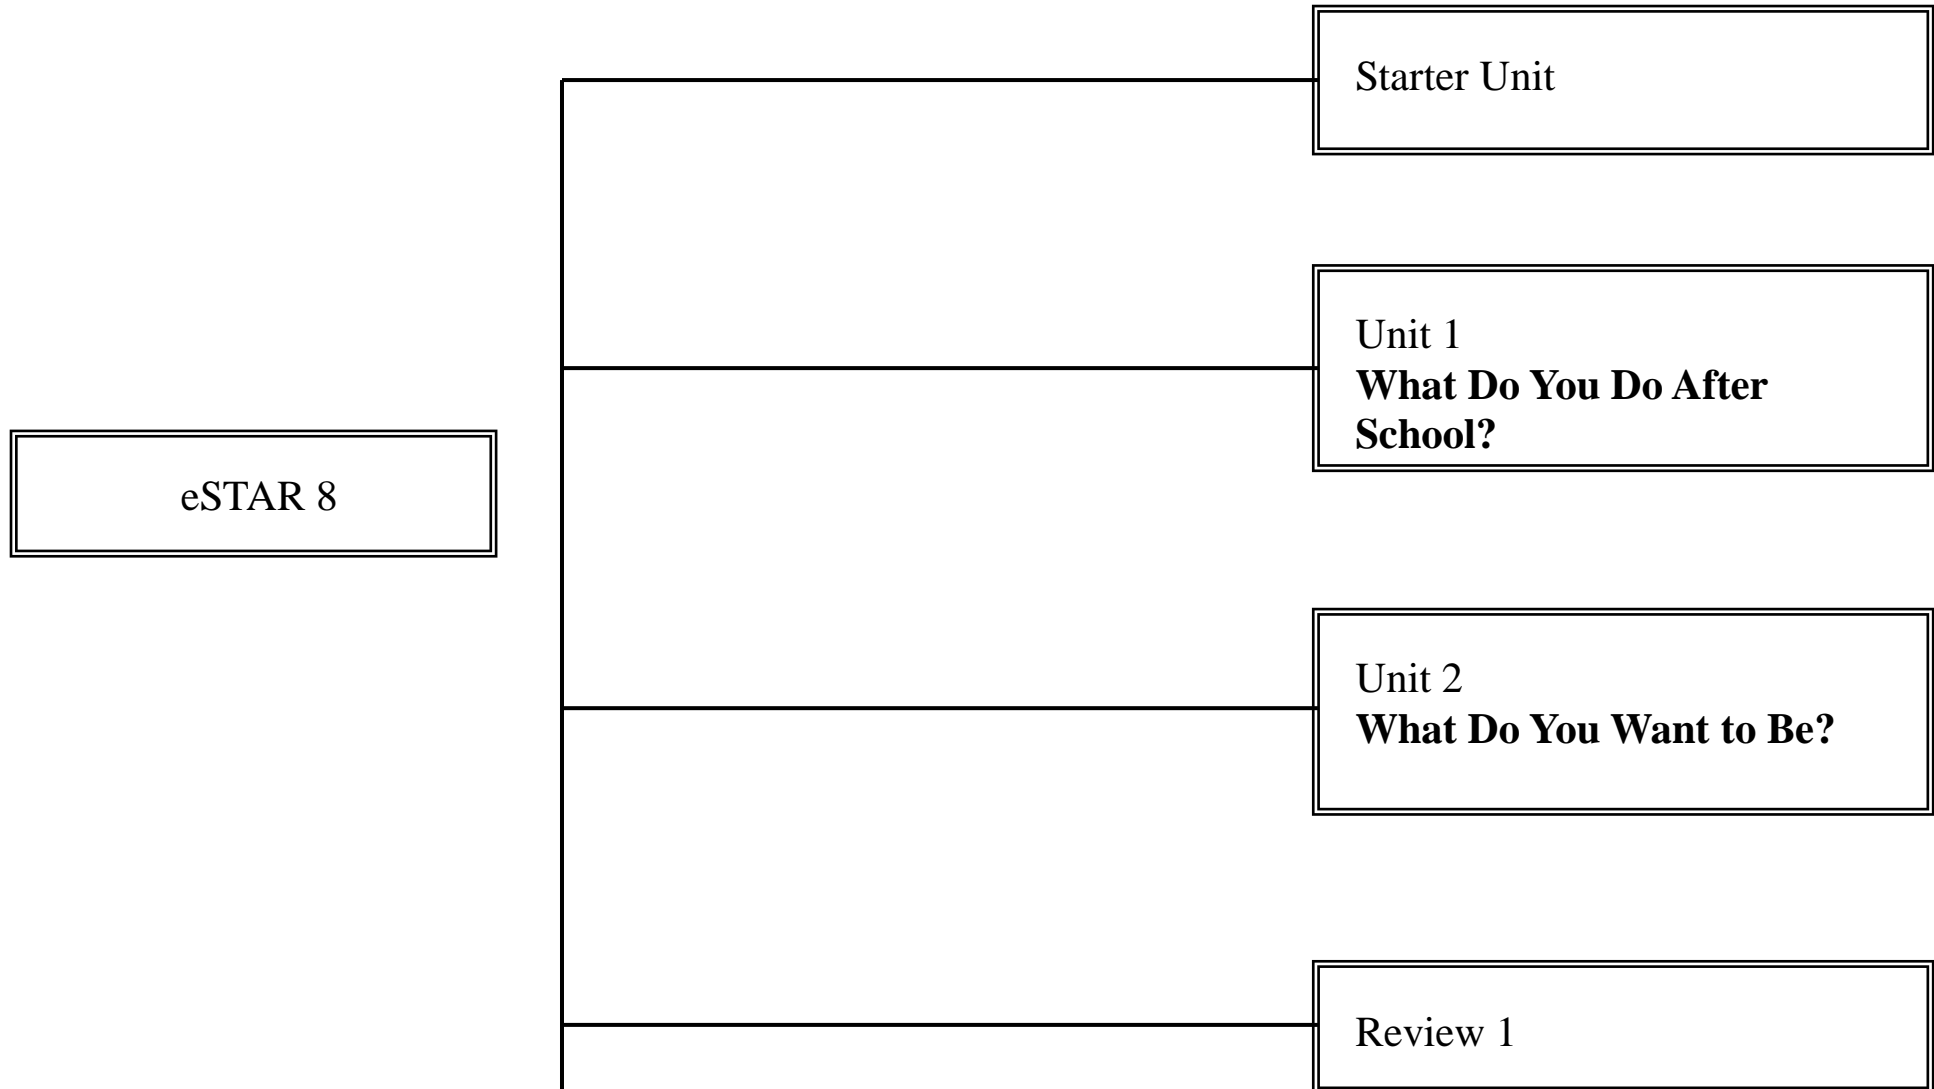 Starter Unit
Unit 1
What Do You Do After
School?
eSTAR 8
Unit 2
What Do You Want to Be?
Review 1